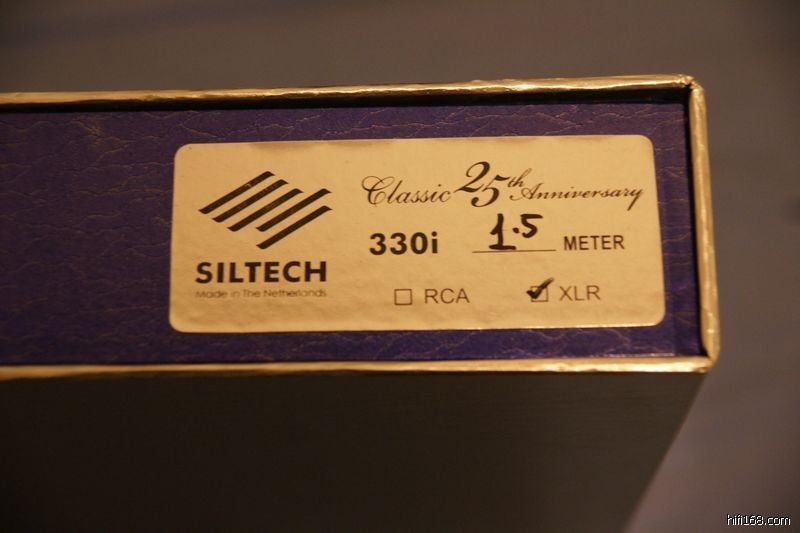 Classic 25th Anniversary
330i 1.5 METER
SILTECH
Made in The Netherlands
RCA XLR
hifi168.com